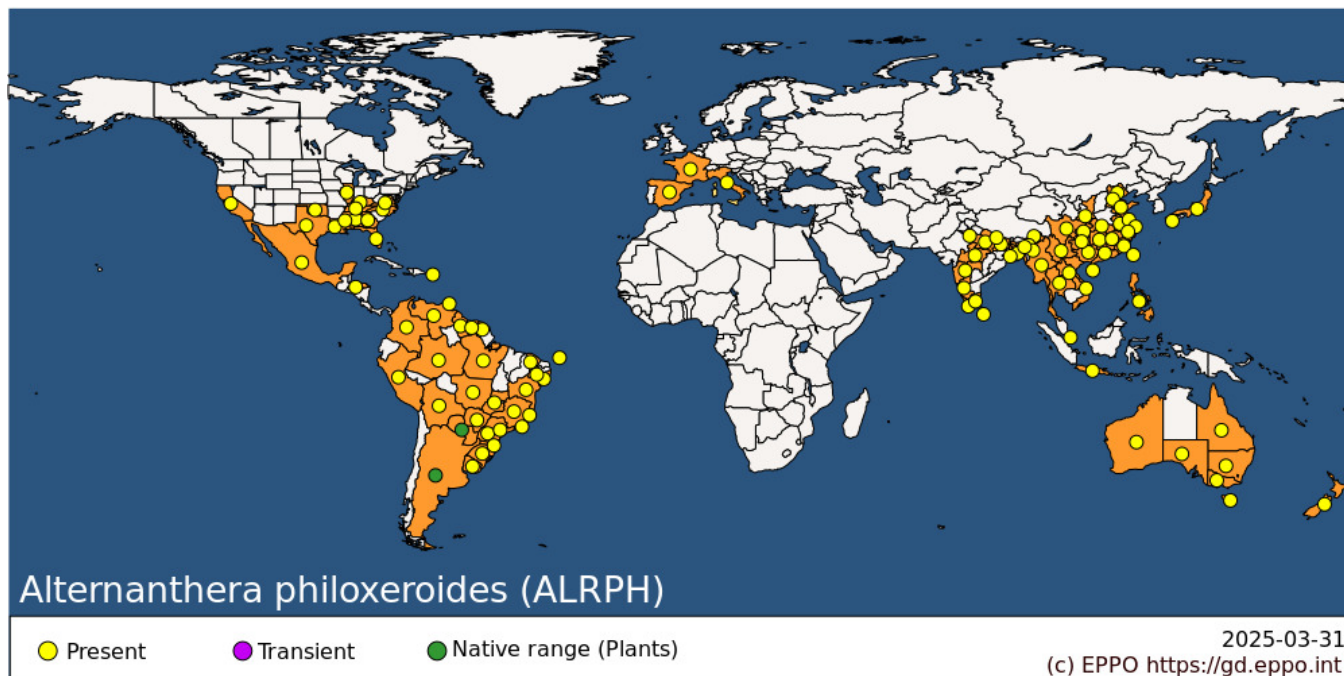 Alternanthera philoxeroides (ALRPH)
Present
Transient
Native range (Plants)
2025-03-31
(c) EPPO https://gd.eppo.int